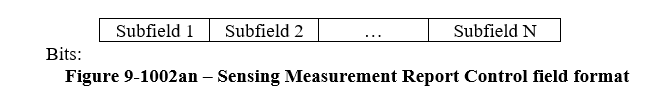 Subfield 1 Subfield 2 … Subfield N
Bits:
Figure 9-1002an – Sensing Measurement Report Control field format